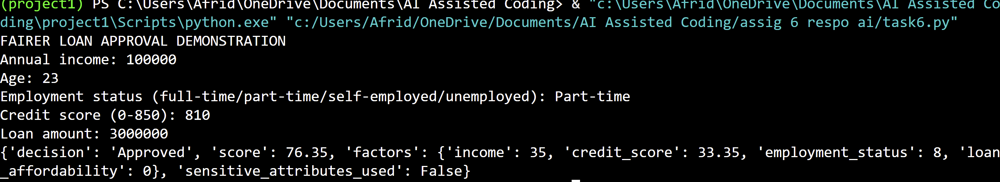 (project1) PS C:\Users\Afrid\OneDrive\Documents\AI Assisted Coding> & "c:\Users\Afrid\OneDrive\Documents\AI Assisted Co
ding\project1\Scripts\python.exe" "c:/Users/Afrid/OneDrive/Documents/AI Assisted Coding/assig 6 respo ai/task6.py"
FAIRER LOAN APPROVAL DEMONSTRATION
Annual income: 100000
Age: 23
Employment status (full-time/part-time/self-employed/unemployed): Part-time
Credit score (0-850): 810
Loan amount: 3000000
{'decision': 'Approved', 'score': 76.35, 'factors': {'income': 35, 'credit_score': 33.35, 'employment_status': 8, 'loan
_affordability': 0}, 'sensitive_attributes_used': False}